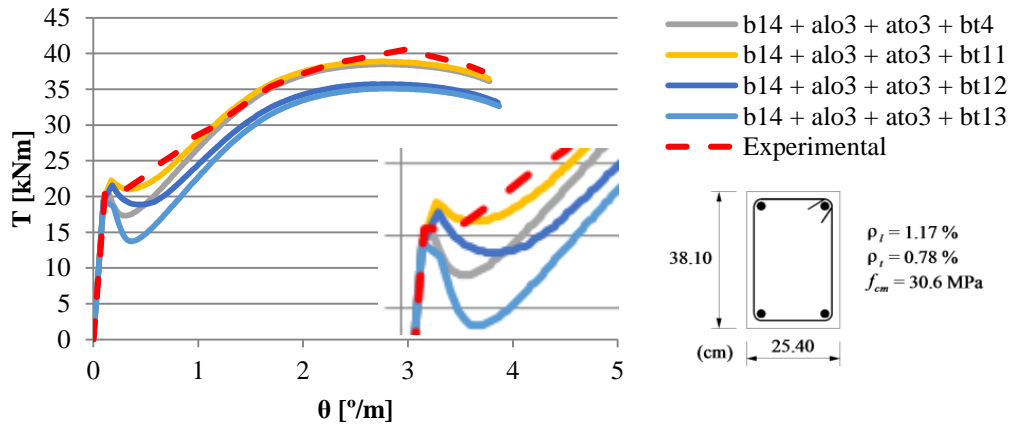 45
40
35
30
25
20
15
10
5
0
T [kNm]
0 1 2 3 4 5
θ [º/m]
b14 + alo3 + ato3 + bt4
b14 + alo3 + ato3 + bt11
b14 + alo3 + ato3 + bt12
b14 + alo3 + ato3 + bt13
Experimental
38.10
(cm)
25.40
ρl = 1.17 %
ρt = 0.78 %
fcm = 30.6 MPa